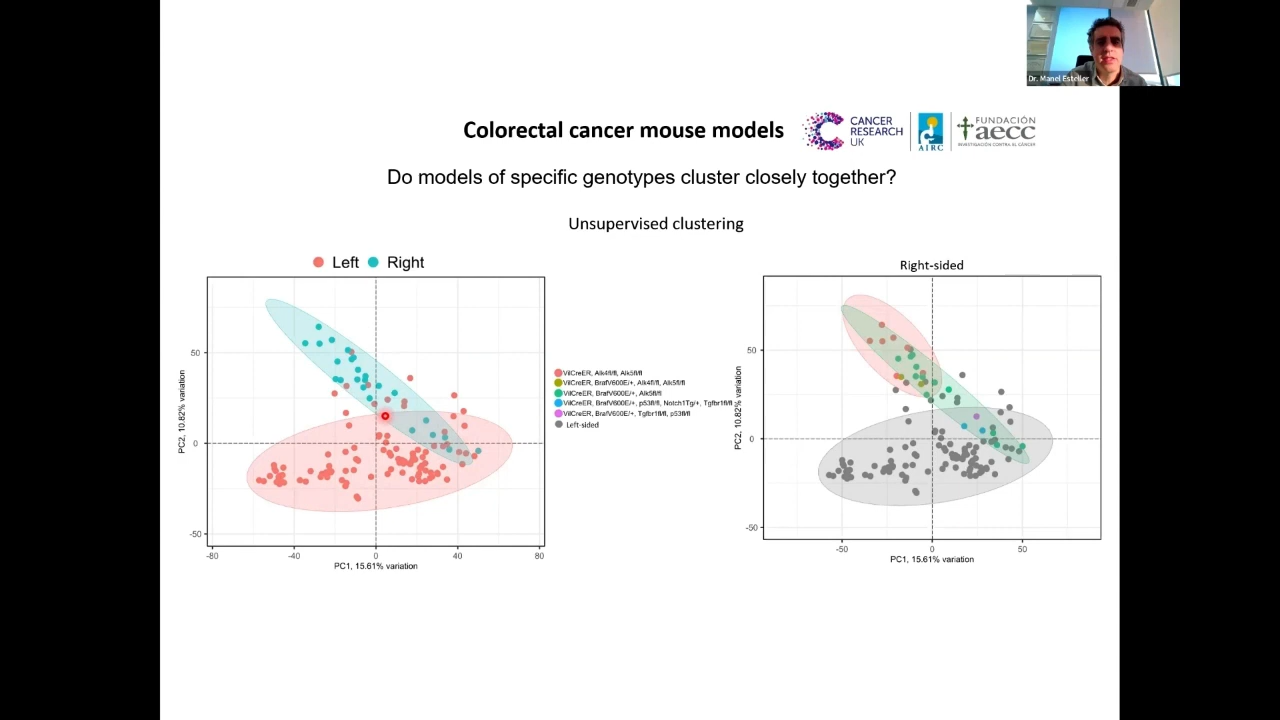 Dr. Manel Esteller
Colorectal cancer mouse models
CANCER
RESEARCH
UK
AIRC
FUNDACIÓN
aecc
INVESTIGACIÓN CONTRA EL CÁNCER
Do models of specific genotypes cluster closely together?
Unsupervised clustering
Left Right
50
0
-50
-80 -40 0 40 80
PC1, 15.61% variation
PC2, 10.82% variation
VilCreER, Alk4fl/fl, Alk5fl/fl
VilCreER, BrafV600E/+, Alk4fl/fl, Alk5fl/fl
VilCreER, BrafV600E/+, Alk5fl/fl
VilCreER, BrafV600E/+, p53fl/fl, Notch1Tg/+, Tgfbr1fl/fl
VilCreER, BrafV600E/+, Tgfbr1fl/fl, p53fl/fl
Left-sided
Right-sided
50
0
-50
-50 0 50
PC1, 15.61% variation
PC2, 10.82% variation